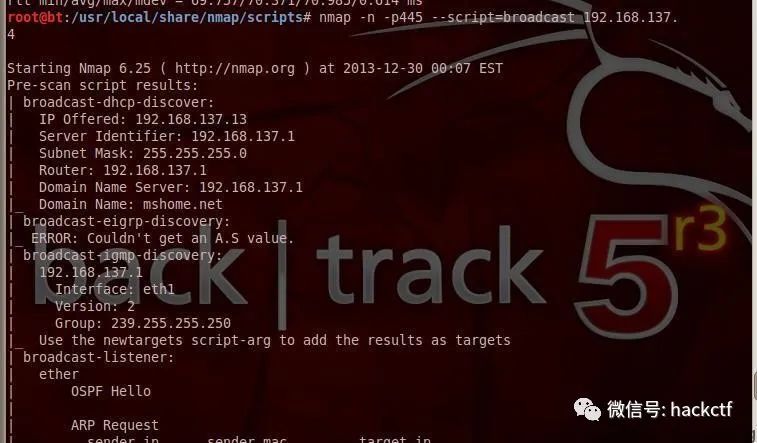 rtt min/avg/max/mdev = 69.757/70.371/70.985/0.614 ms
root@bt:/usr/local/share/nmap/scripts# nmap -n -p445 --script=broadcast 192.168.137.
4
Starting Nmap 6.25 ( http://nmap.org ) at 2013-12-30 00:07 EST
Pre-scan script results:
| broadcast-dhcp-discover:
|   IP Offered: 192.168.137.13
|   Server Identifier: 192.168.137.1
|   Subnet Mask: 255.255.255.0
|   Router: 192.168.137.1
|   Domain Name Server: 192.168.137.1
|_  Domain Name: mshome.net
| broadcast-eigrp-discovery:
|_ ERROR: Couldn't get an A.S value.
| broadcast-igmp-discovery:
|   192.168.137.1
|     Interface: eth1
|     Version: 2
|     Group: 239.255.255.250
|_  Use the newtargets script-arg to add the results as targets
| broadcast-listener:
|   ether
|       OSPF Hello
|
|       ARP Request
|         sender ip    sender mac         target ip
back | track 5 r3
微信号: hackctf